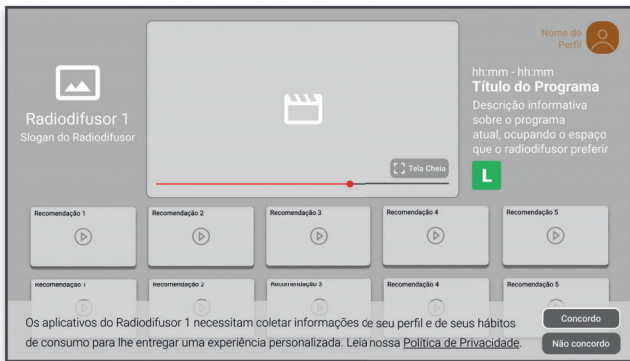 Nome do
Perfil
Radiodifusor 1
Slogan do Radiodifusor
Tela Cheia
hh:mm - hh:mm
Título do Programa
Descrição informativa
sobre o programa
atual, ocupando o espaço
que o radiodifusor preferir
L
Recomendação 1
Recomendação 2
Recomendação 3
Recomendação 4
Recomendação 5
Recomendação 1
Recomendação 2
Recomendação 3
Recomendação 4
Recomendação 5
Os aplicativos do Radiodifusor 1 necessitam coletar informações de seu perfil e de seus hábitos
de consumo para lhe entregar uma experiência personalizada. Leia nossa Política de Privacidade.
Concordo
Não concordo